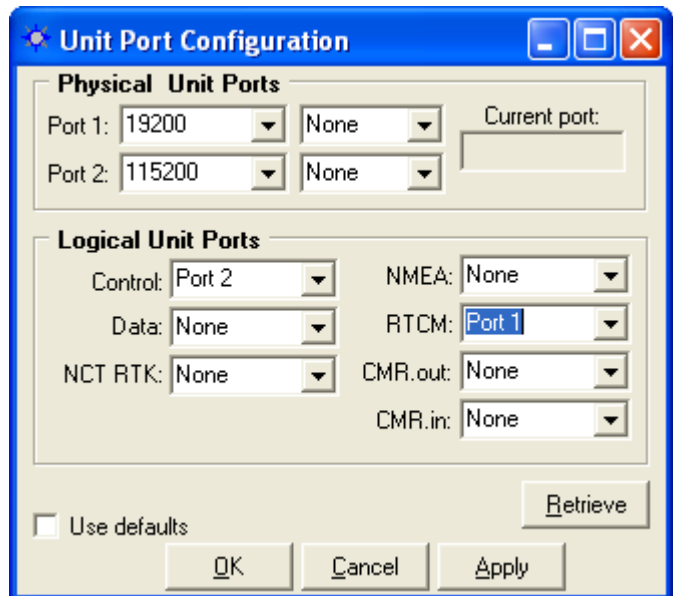 Unit Port Configuration
Physical Unit Ports
Port 1: 19200 None Current port:
Port 2: 115200 None
Logical Unit Ports
Control: Port 2 NMEA: None
Data: None RTCM: Port 1
NCT RTK: None CMR.out: None
CMR.in: None
Retrieve
Use defaults
OK Cancel Apply